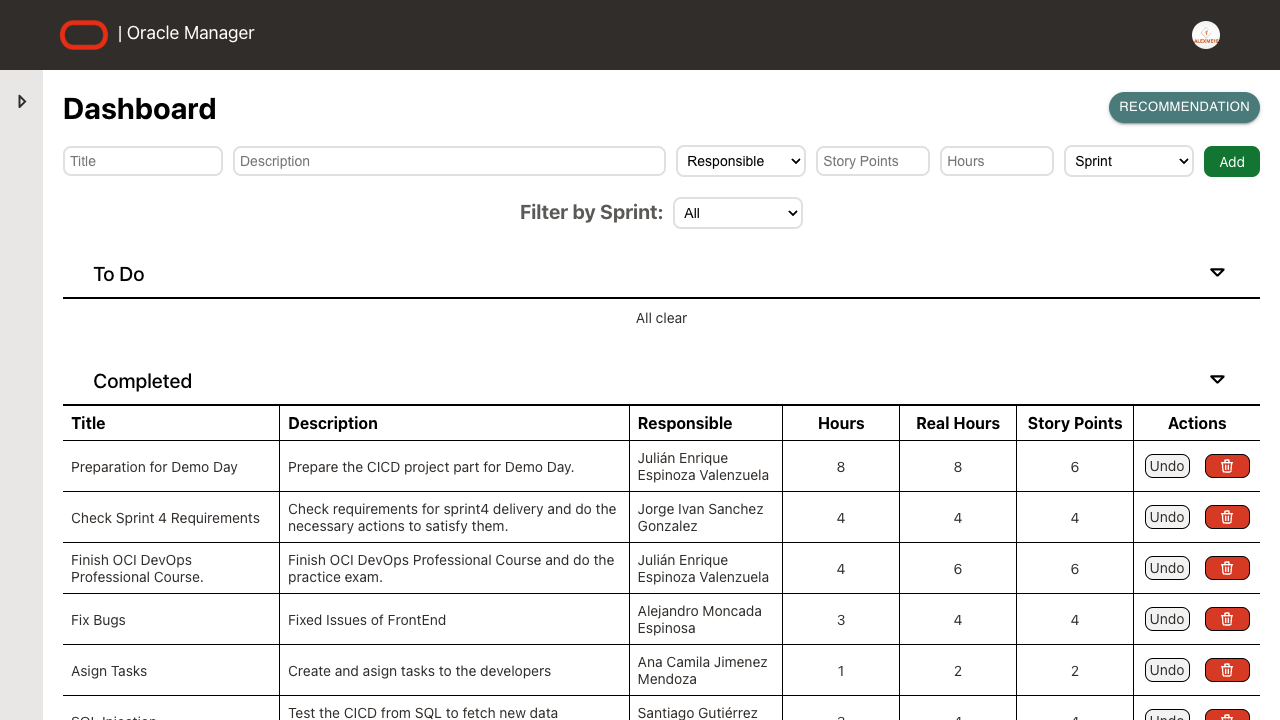 | Oracle Manager
Dashboard
RECOMMENDATION
Title
Description
Responsible
Story Points
Hours
Sprint
Add
Filter by Sprint:
All
To Do
All clear
Completed
Title
Description
Responsible
Hours
Real Hours
Story Points
Actions
Preparation for Demo Day
Prepare the CICD project part for Demo Day.
Julián Enrique
Espinoza Valenzuela
8
8
6
Undo
Check Sprint 4 Requirements
Check requirements for sprint4 delivery and do the
necessary actions to satisfy them.
Jorge Ivan Sanchez
Gonzalez
4
4
4
Undo
Finish OCI DevOps
Professional Course.
Finish OCI DevOps Professional Course and do the
practice exam.
Julián Enrique
Espinoza Valenzuela
4
6
6
Undo
Fix Bugs
Fixed Issues of FrontEnd
Alejandro Moncada
Espinosa
3
4
4
Undo
Asign Tasks
Create and asign tasks to the developers
Ana Camila Jimenez
Mendoza
1
2
2
Undo
SQL Injection
Test the CICD from SQL to fetch new data
Santiago Gutiérrez
Undo